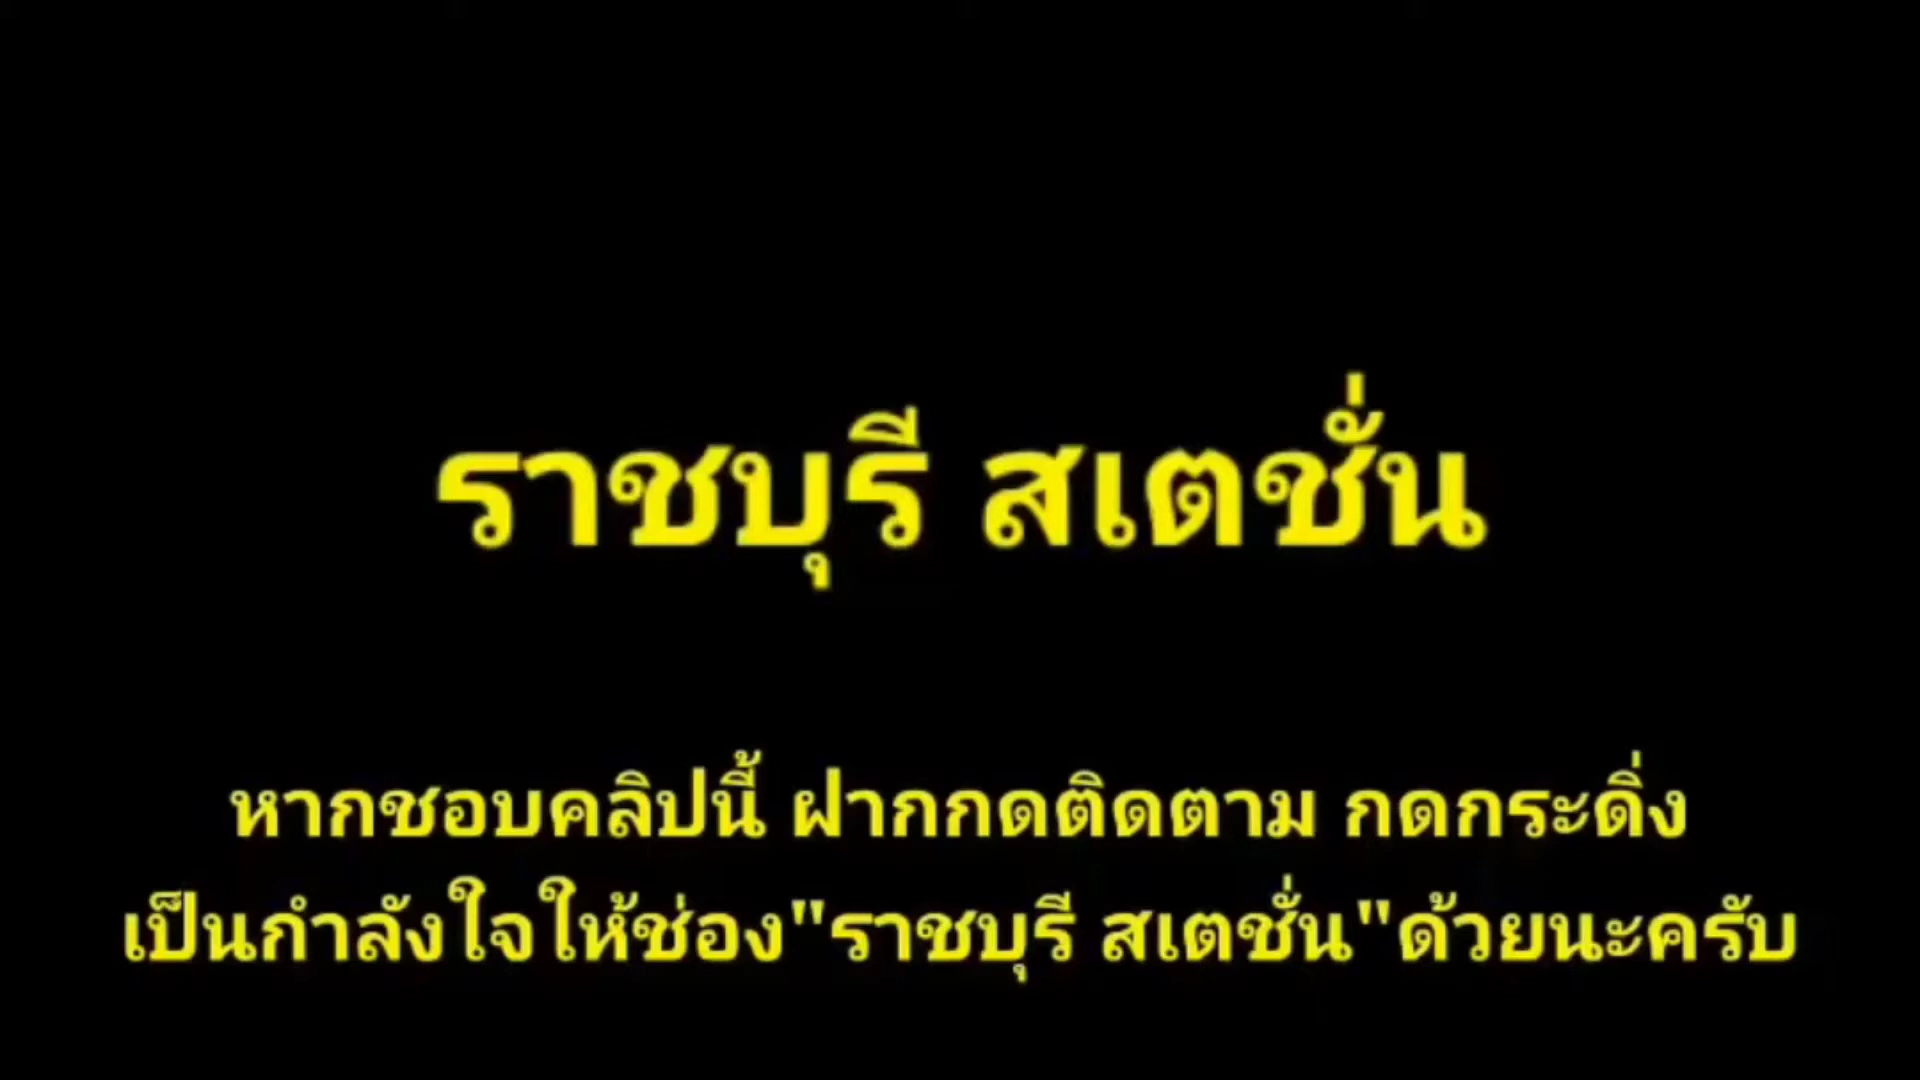 ราชบุรี สเตชั่น
หากชอบคลิปนี้ ฝากกดติดตาม กดกระดิ่ง
เป็นกำลังใจให้ช่อง"ราชบุรี สเตชั่น"ด้วยนะครับ